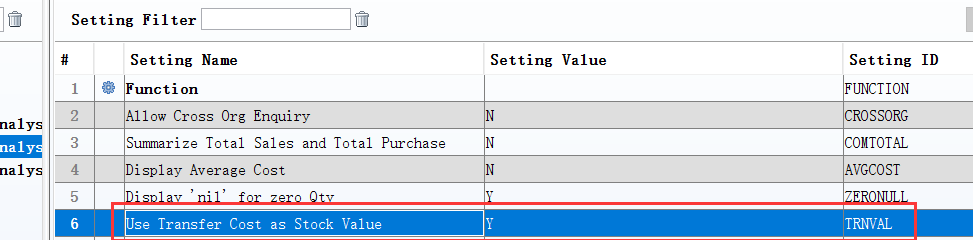 Setting Filter
# Setting Name Setting Value Setting ID
1 Function FUNCTION
2 Allow Cross Org Enquiry N CROSSORG
nalys
3 Summarize Total Sales and Total Purchase N COMTOTAL
nalys
4 Display Average Cost N AVGCOST
nalys
5 Display 'nil' for zero Qty Y ZERONULL
6 Use Transfer Cost as Stock Value Y TRNVAL